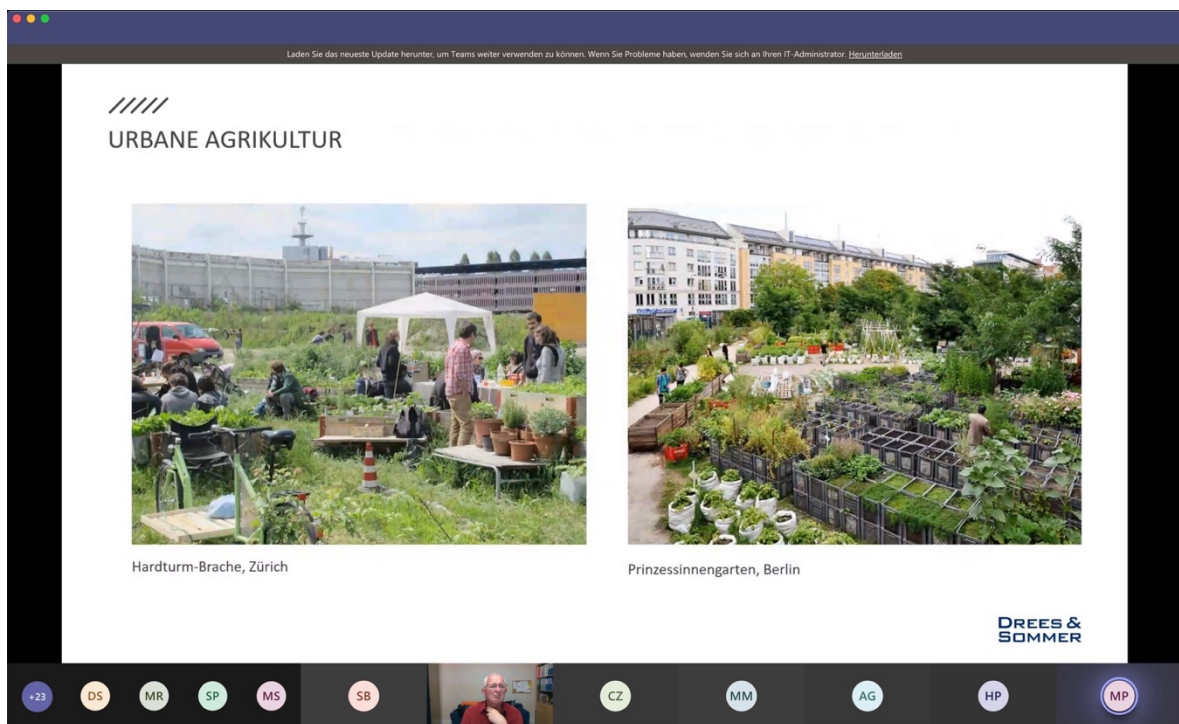 Laden Sie das neueste Update herunter, um Teams weiter verwenden zu können. Wenn Sie Probleme haben, wenden Sie sich an Ihren IT-Administrator. Herunterladen
/////
URBANE AGRIKULTUR
Hardturm-Brache, Zürich
Prinzessinnengarten, Berlin
DREES &
SOMMER
+23
DS
MR
SP
MS
SB
CZ
MM
AG
HP
MP